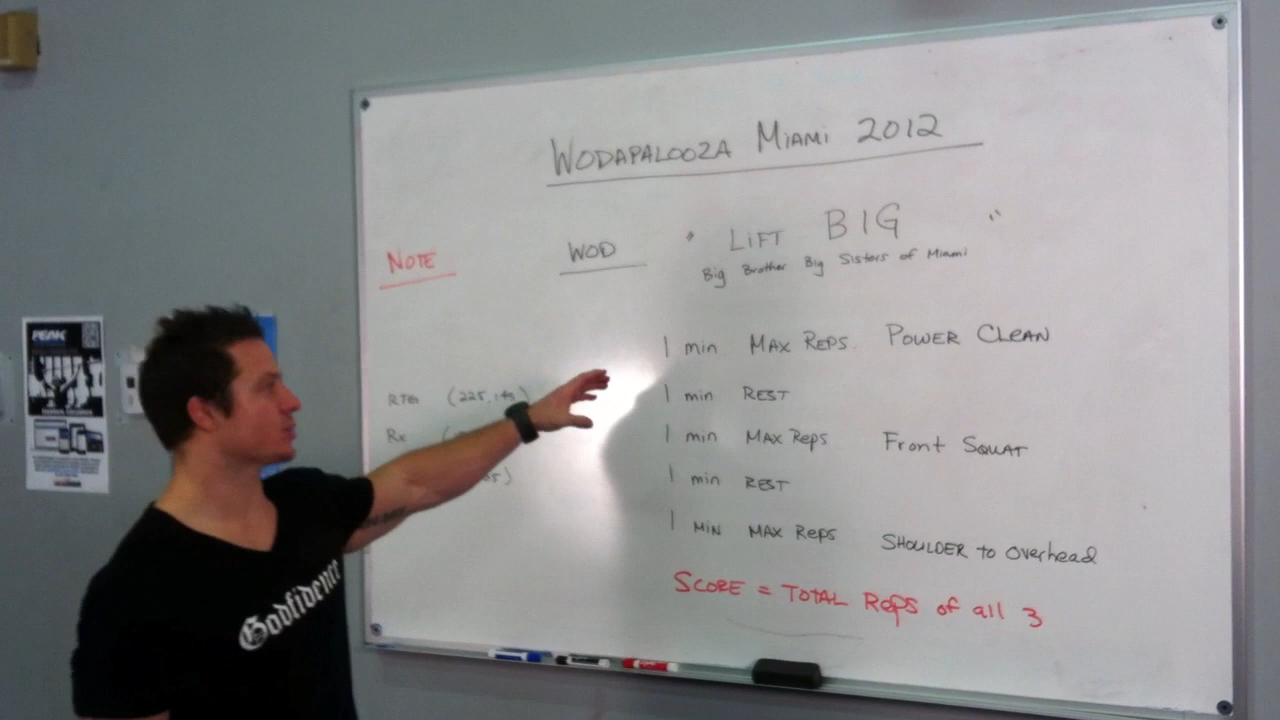 WODAPALOOZA MIAMI 2012
NOTE
WOD
" LIFT BIG "
Big Brother Big Sisters of Miami
1 min MAX REPS. POWER CLEAN
RTG (225,
1 min REST
Rx (
1 min MAX Reps Front SQUAT
5)
1 min REST
1 MIN MAX Reps SHOULDER to Overhead
SCORE = TOTAL REPS of all 3
PEAK
Godfidence